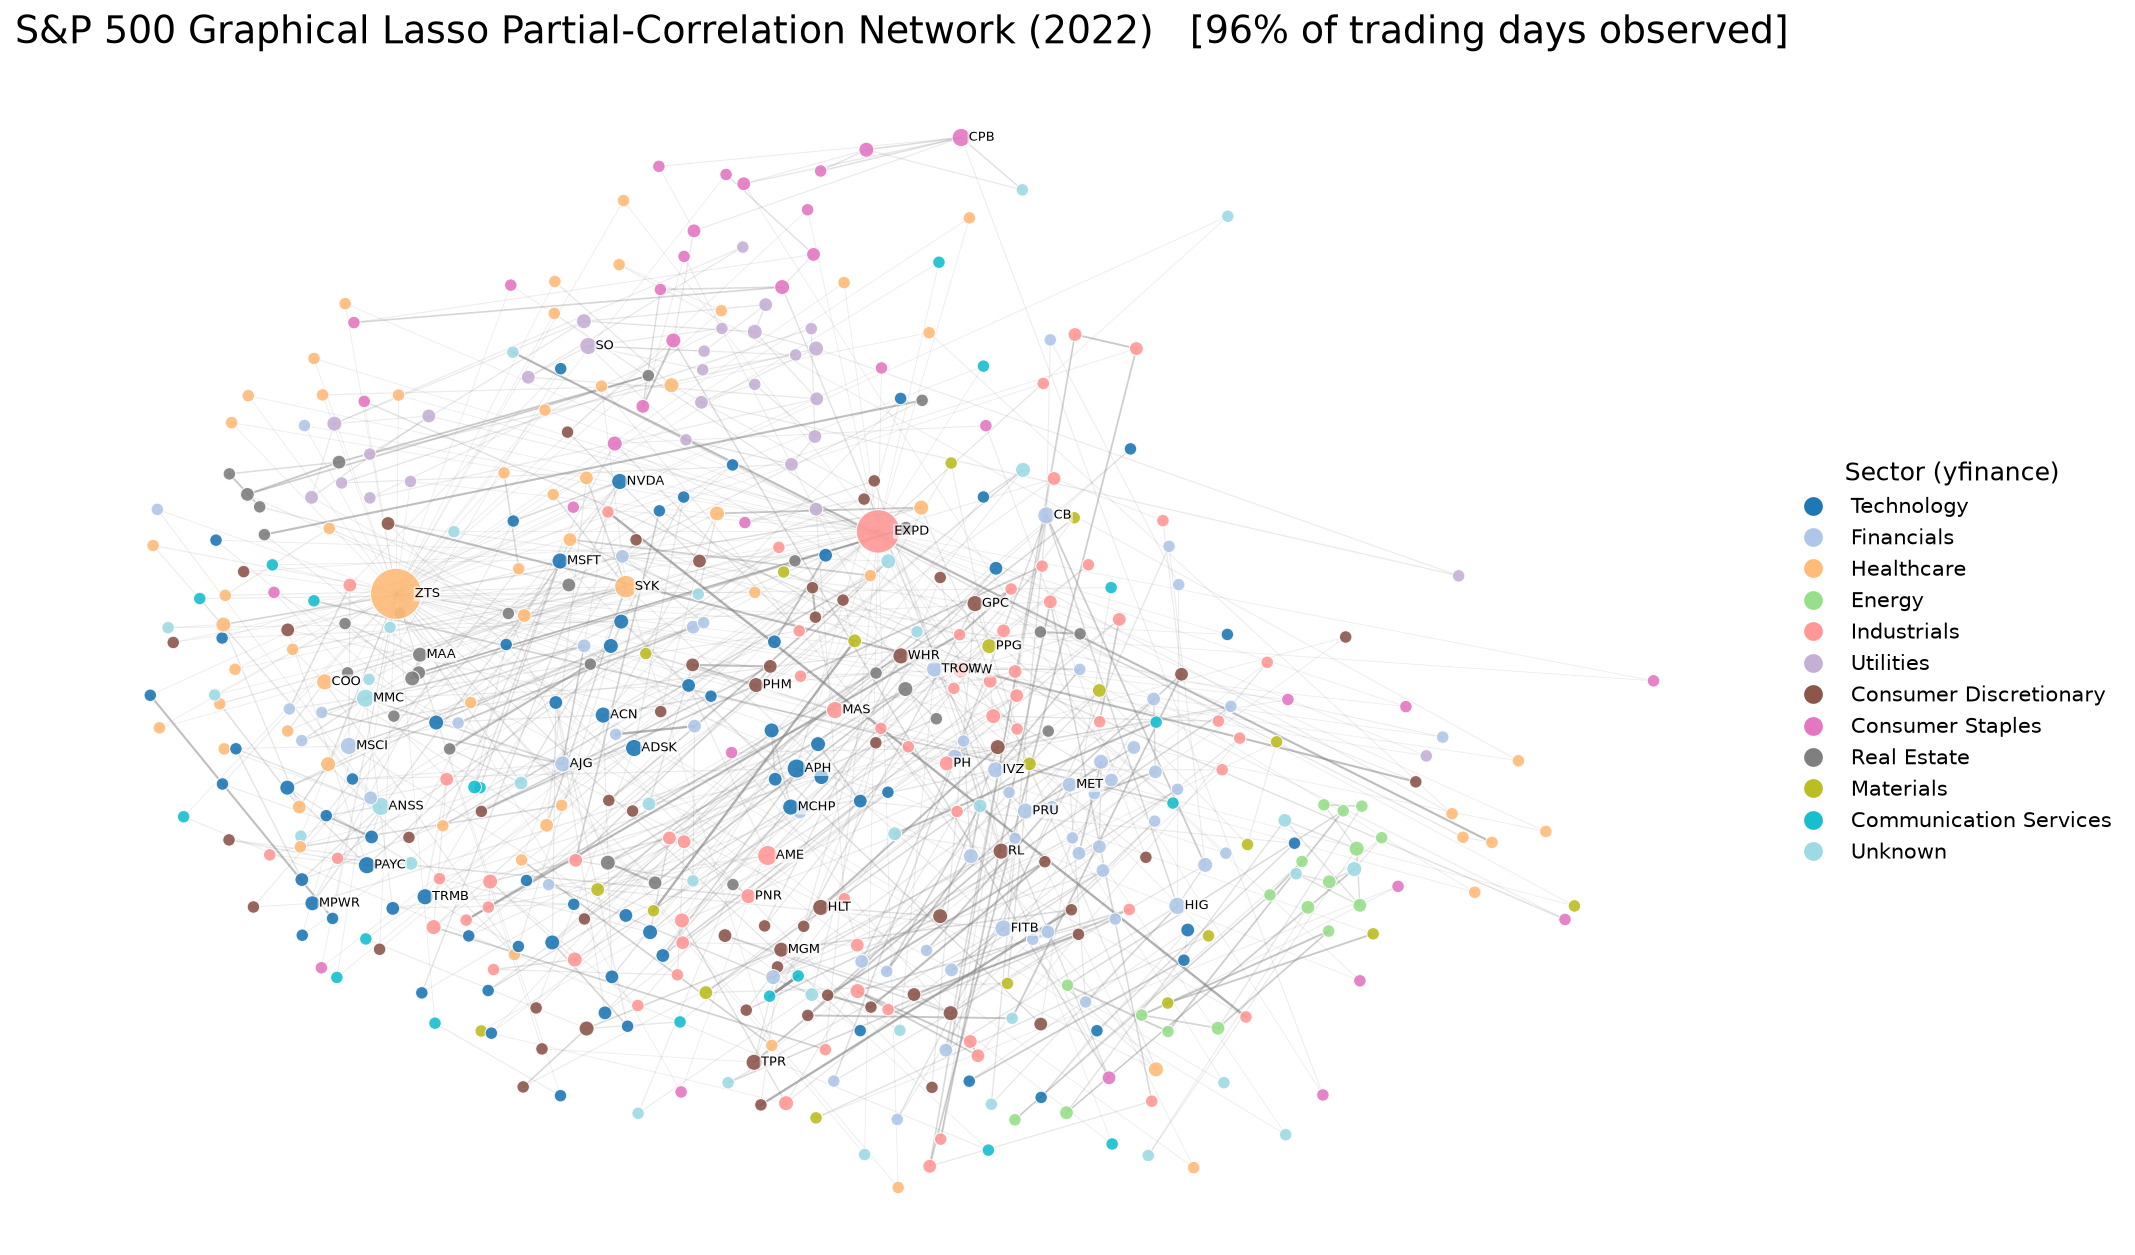 S&P 500 Graphical Lasso Partial-Correlation Network (2022)   [96% of trading days observed]
CPB
SO
NVDA
CB
EXPD
MSFT
SYK
ZTS
GPC
PPG
MAA
WHR
TROW
COO
PHM
MMC
MAS
ACN
MSCI
ADSK
AJG
PH
APH
IVZ
MET
ANSS
MCHP
PRU
RL
AME
PAYC
TRMB
PNR
MPWR
HLT
HIG
FITB
MGM
TPR
Sector (yfinance)
Technology
Financials
Healthcare
Energy
Industrials
Utilities
Consumer Discretionary
Consumer Staples
Real Estate
Materials
Communication Services
Unknown